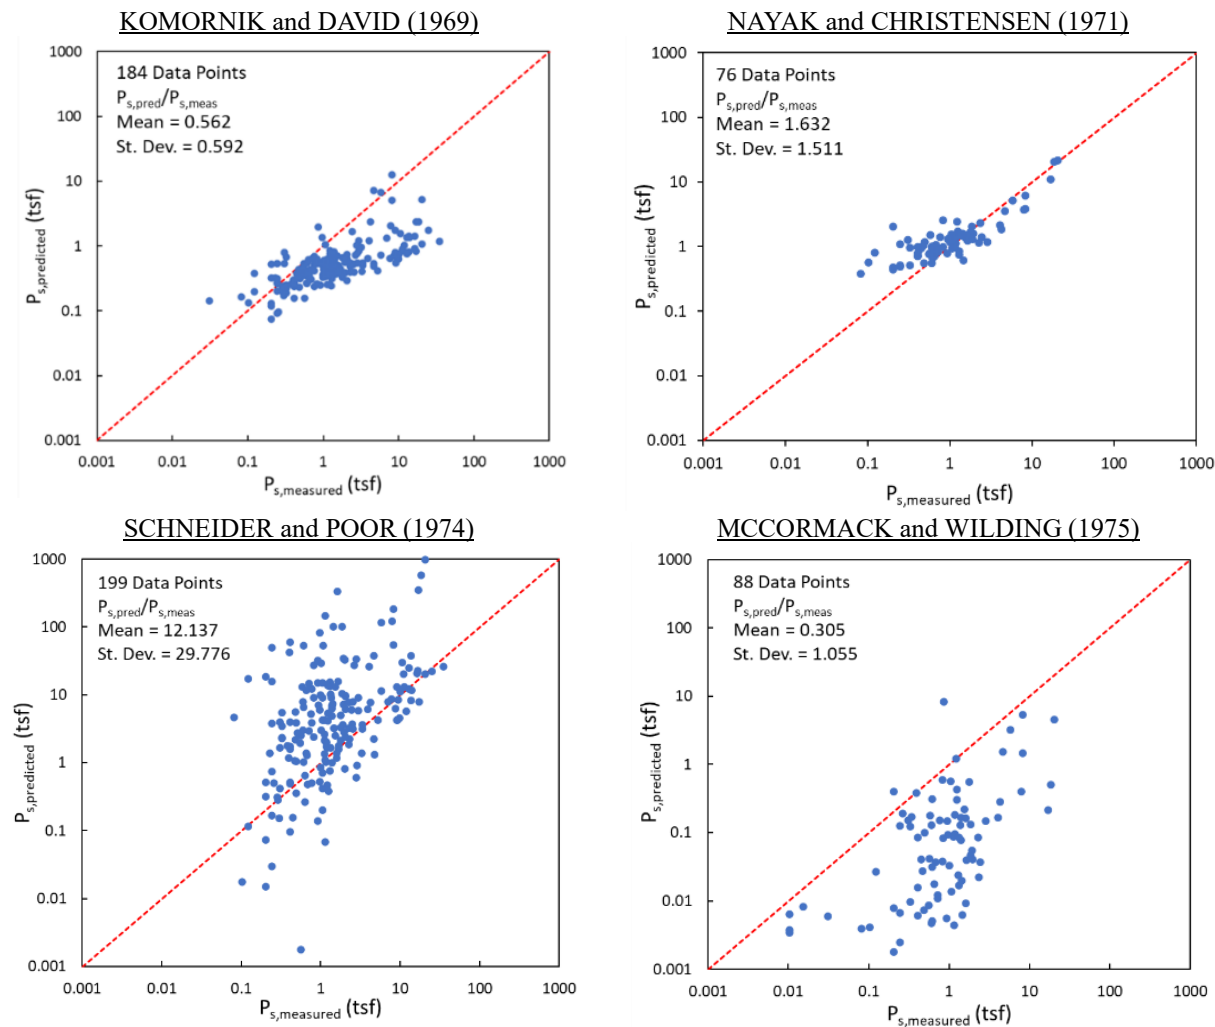 KOMORNIK and DAVID (1969)
184 Data Points
Ps,pred/Ps,meas
Mean = 0.562
St. Dev. = 0.592
1000
100
10
1
0.1
0.01
0.001
Ps,predicted (tsf)
0.001 0.01 0.1 1 10 100 1000
Ps,measured (tsf)
NAYAK and CHRISTENSEN (1971)
76 Data Points
Ps,pred/Ps,meas
Mean = 1.632
St. Dev. = 1.511
1000
100
10
1
0.1
0.01
0.001
Ps,predicted (tsf)
0.001 0.01 0.1 1 10 100 1000
Ps,measured (tsf)
SCHNEIDER and POOR (1974)
199 Data Points
Ps,pred/Ps,meas
Mean = 12.137
St. Dev. = 29.776
1000
100
10
1
0.1
0.01
0.001
Ps,predicted (tsf)
0.001 0.01 0.1 1 10 100 1000
Ps,measured (tsf)
MCCORMACK and WILDING (1975)
88 Data Points
Ps,pred/Ps,meas
Mean = 0.305
St. Dev. = 1.055
1000
100
10
1
0.1
0.01
0.001
Ps,predicted (tsf)
0.001 0.01 0.1 1 10 100 1000
Ps,measured (tsf)